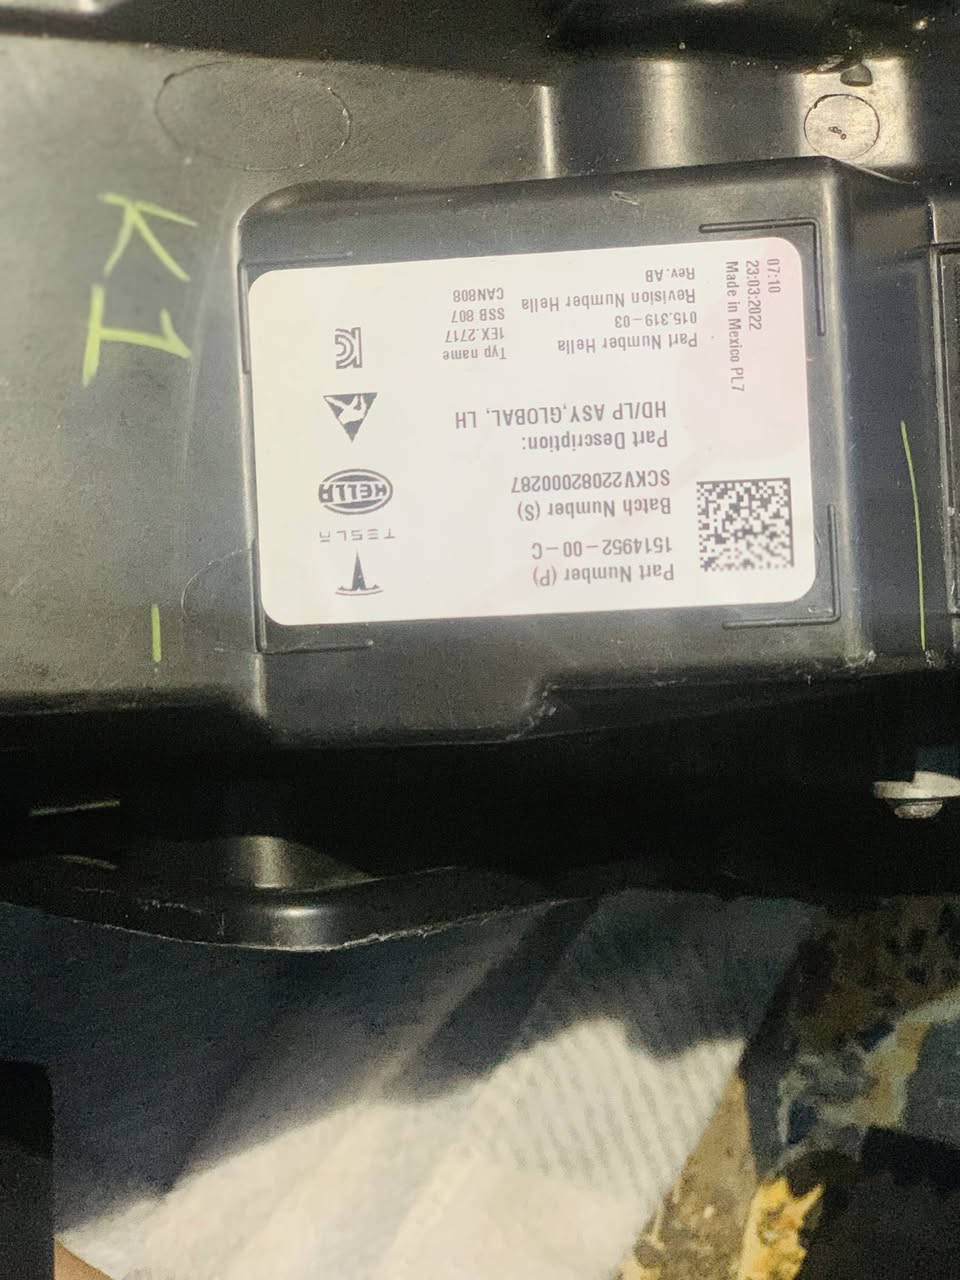 TESLA
HELLA
Part Number (P)
1514952-00-C
Batch Number (S)
SCKV22082000287
Part Description:
HD/LP ASY,GLOBAL, LH
Part Number Hella
015.319-03
Revision Number Hella
Rev.AB
Typ name
1EX.2717
SSB 807
CAN808
Made in Mexico PL7
23:03:2022
07:10
K1